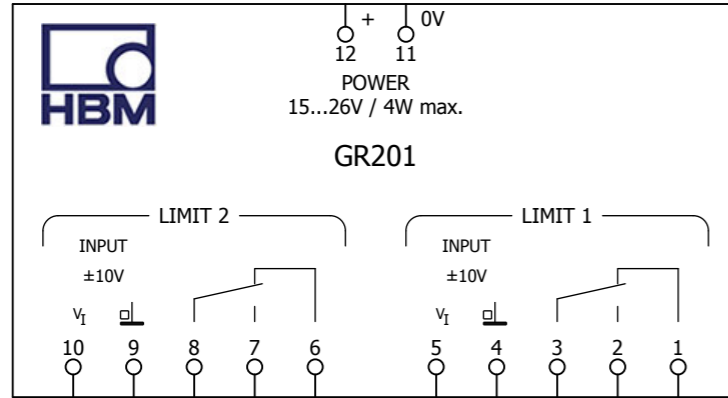 HBM
+ 0V
12 11
POWER
15...26V / 4W max.
GR201
LIMIT 2 LIMIT 1
INPUT INPUT
±10V ±10V
VI VI
10 9 8 7 6 5 4 3 2 1